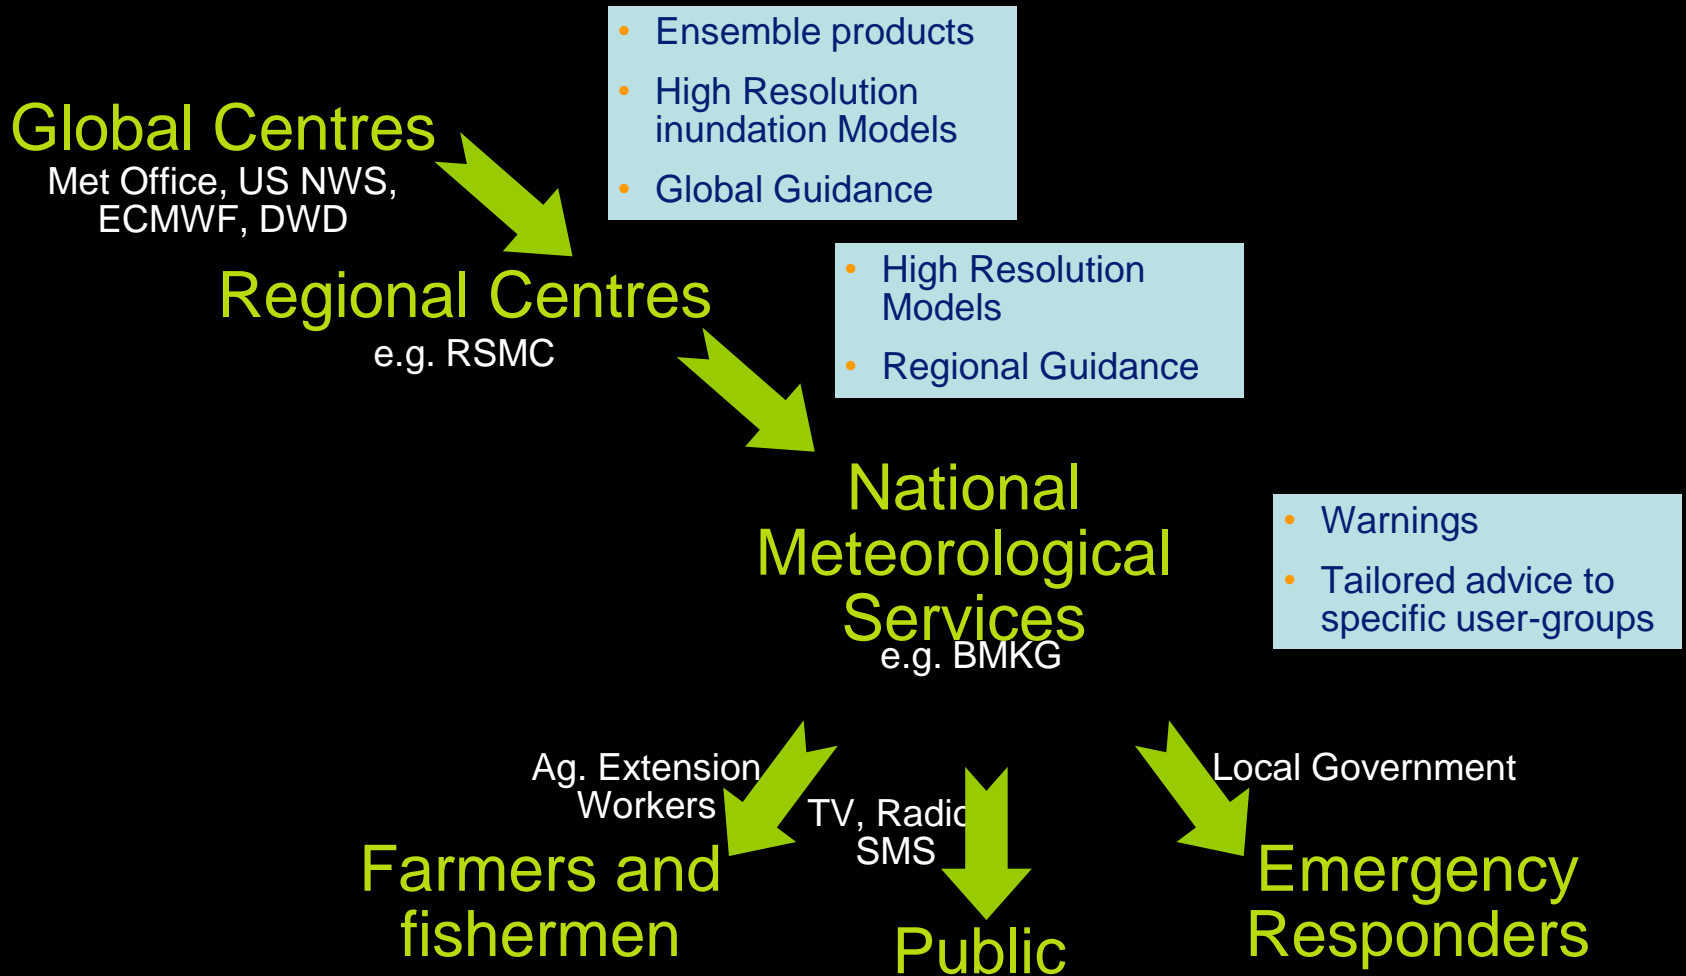 • Ensemble products
• High Resolution
inundation Models
• Global Guidance
Global Centres
Met Office, US NWS,
ECMWF, DWD
• High Resolution
Models
• Regional Guidance
Regional Centres
e.g. RSMC
National
Meteorological
Services
e.g. BMKG
• Warnings
• Tailored advice to
specific user-groups
Ag. Extension
Workers
TV, Radio
SMS
Local Government
Farmers and
fishermen
Public
Emergency
Responders